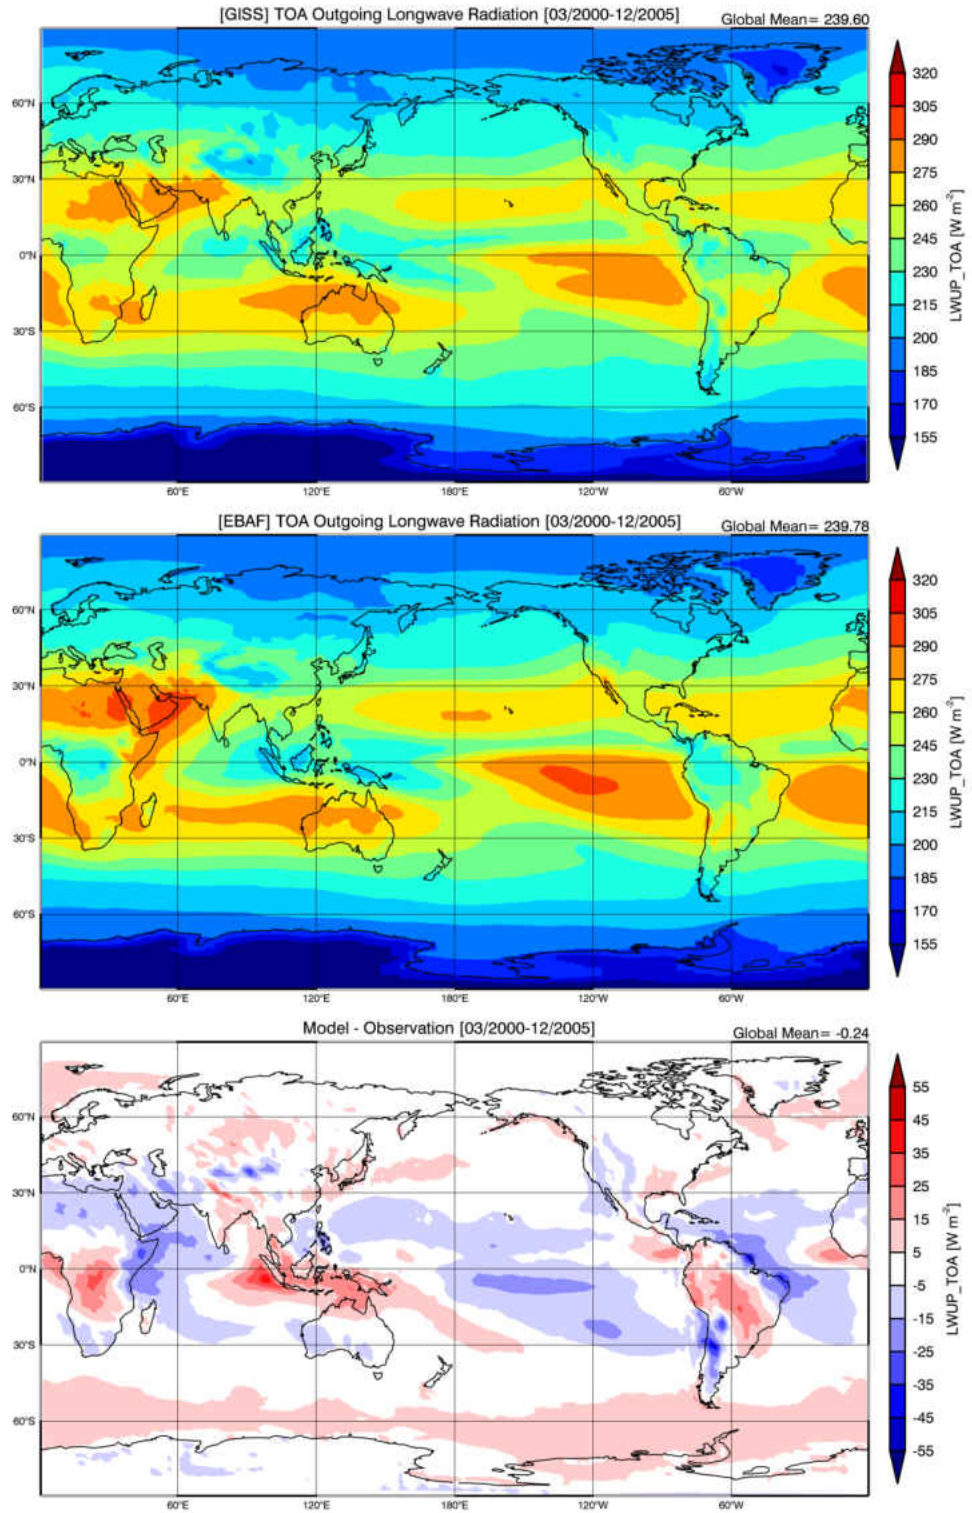 [GISS] TOA Outgoing Longwave Radiation [03/2000-12/2005] Global Mean= 239.60
60°N
30°N
0°N
30°S
60°S
60°E 120°E 180°E 120°W 60°W
320
305
290
275
260
245
230
215
200
185
170
155
LWUP_TOA [W m⁻²]
[EBAF] TOA Outgoing Longwave Radiation [03/2000-12/2005] Global Mean= 239.78
60°N
30°N
0°N
30°S
60°S
60°E 120°E 180°E 120°W 60°W
320
305
290
275
260
245
230
215
200
185
170
155
LWUP_TOA [W m⁻²]
Model - Observation [03/2000-12/2005] Global Mean= -0.24
60°N
30°N
0°N
30°S
60°S
60°E 120°E 180°E 120°W 60°W
55
45
35
25
15
5
-5
-15
-25
-35
-45
-55
LWUP_TOA [W m⁻²]